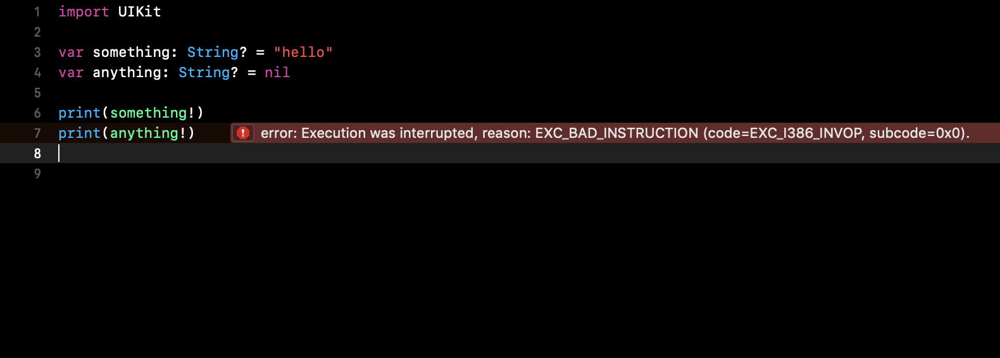 1 import UIKit
2
3 var something: String? = "hello"
4 var anything: String? = nil
5
6 print(something!)
7 print(anything!) error: Execution was interrupted, reason: EXC_BAD_INSTRUCTION (code=EXC_I386_INVOP, subcode=0x0).
8
9